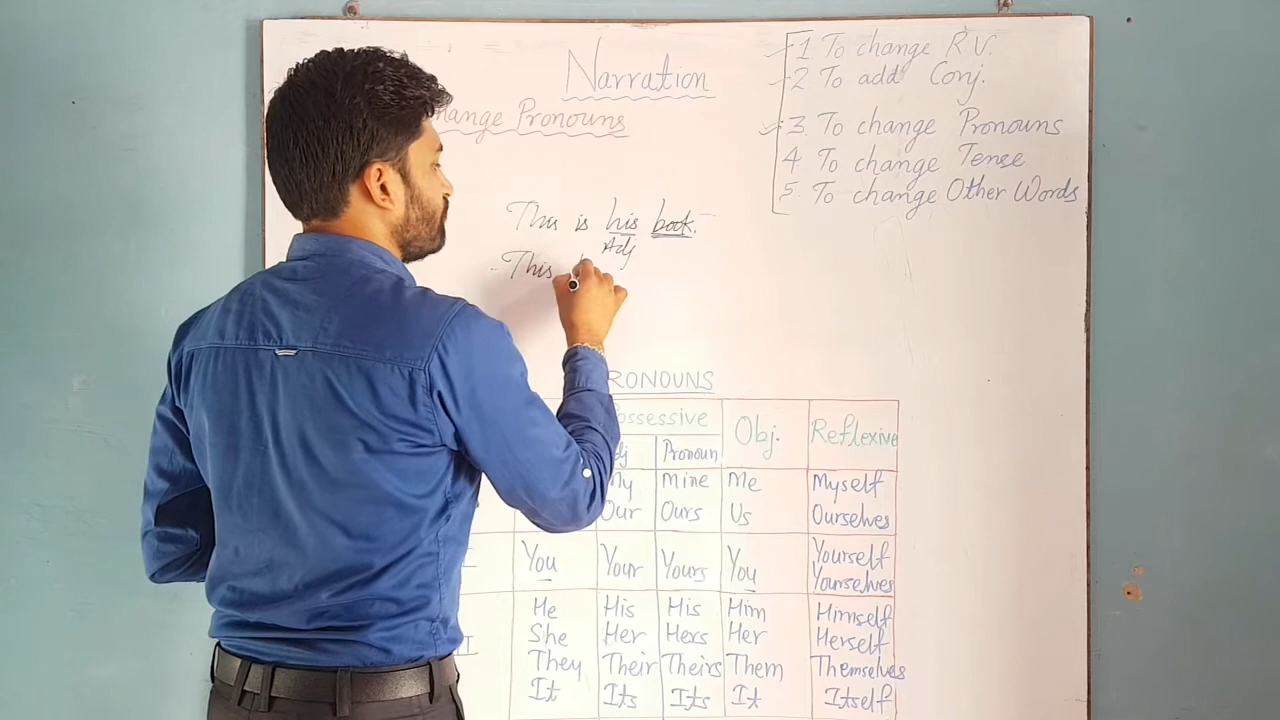 Narration
hange Pronouns
1 To change R.V.
2 To add Conj.
3. To change Pronouns
4 To change Tense
5. To change Other Words
This is his book.
Adj
This
RONOUNS
ossessive Obj. Reflexive
dj Pronoun
My mine Me Myself
Our Ours Us Ourselves
You Your Yours You Yourself
Yourselves
He His His Him Himself
She Her Hers Her Herself
They Their Theirs Them Themselves
It Its Its It Itself